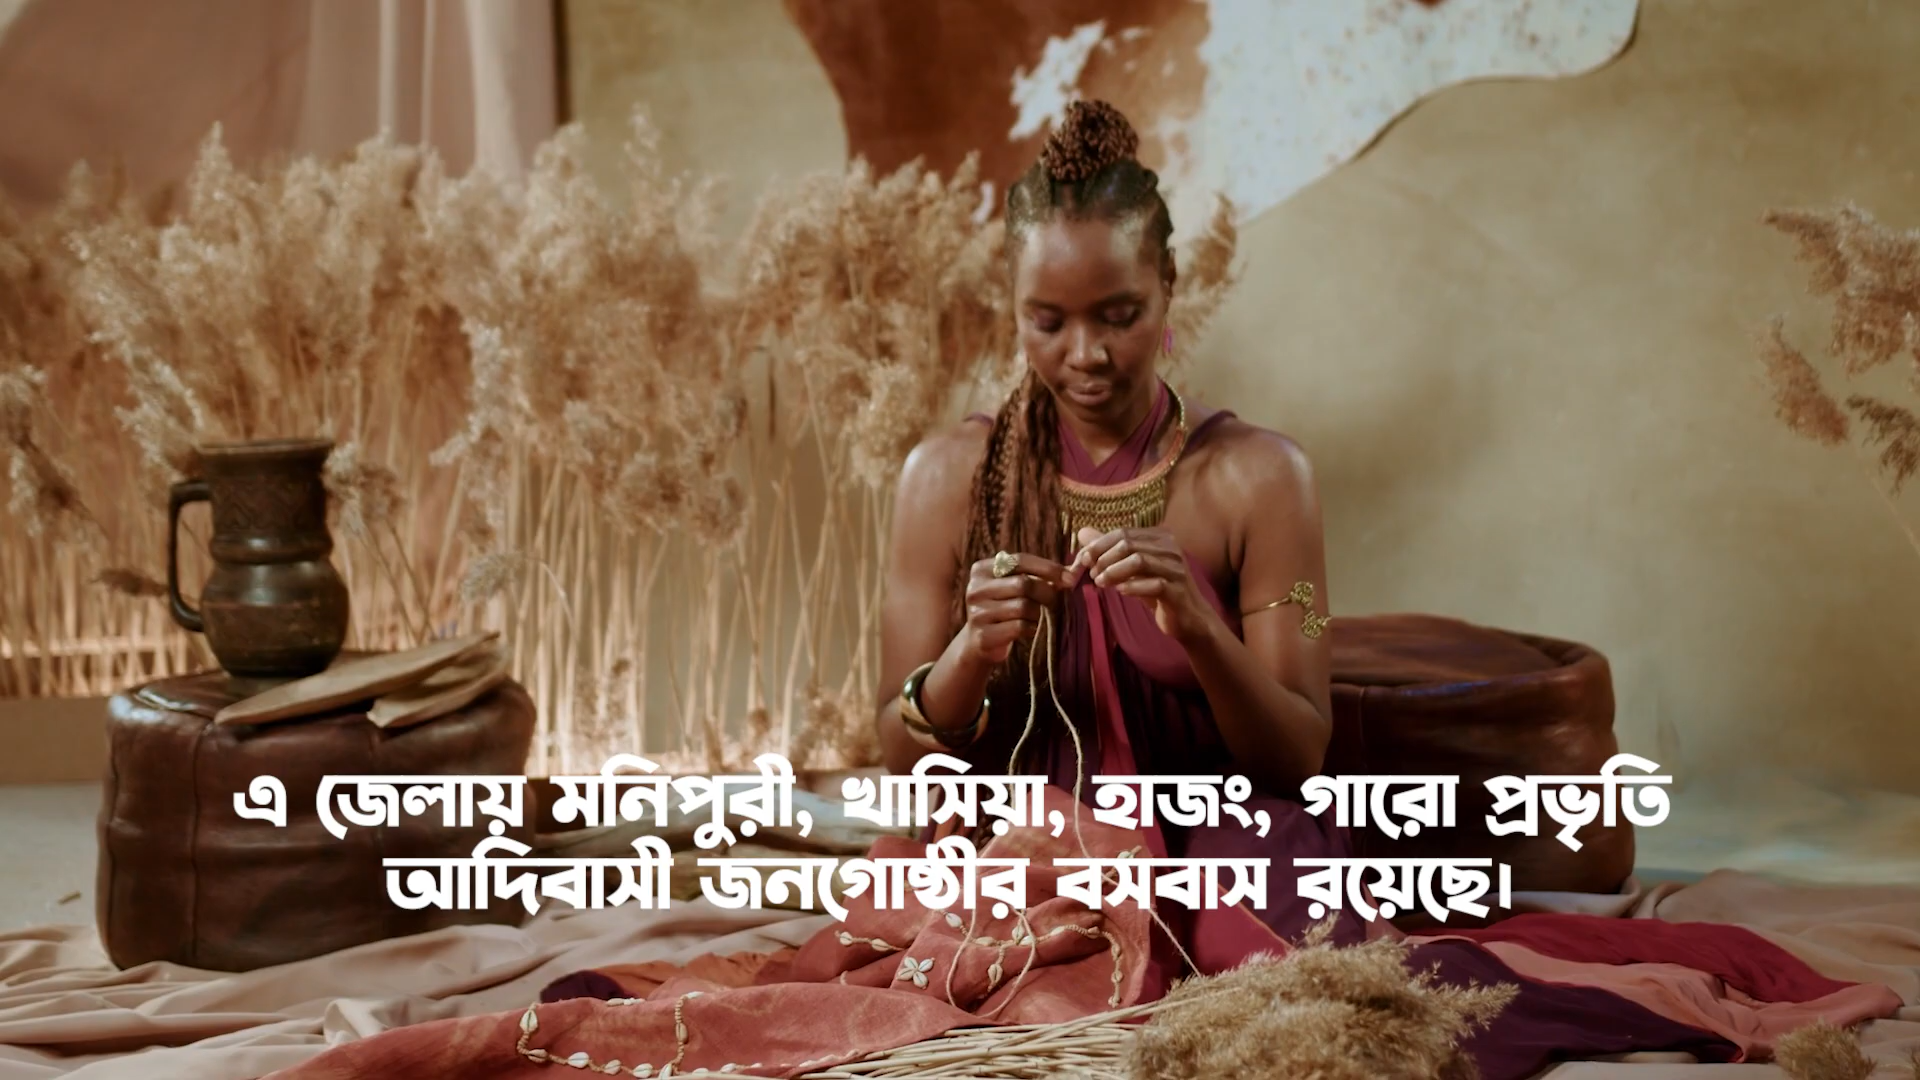 এ জেলায় মনিপুরী, খাসিয়া, হাজং, গারো প্রভৃতি
আদিবাসী জনগোষ্ঠীর বসবাস রয়েছে।